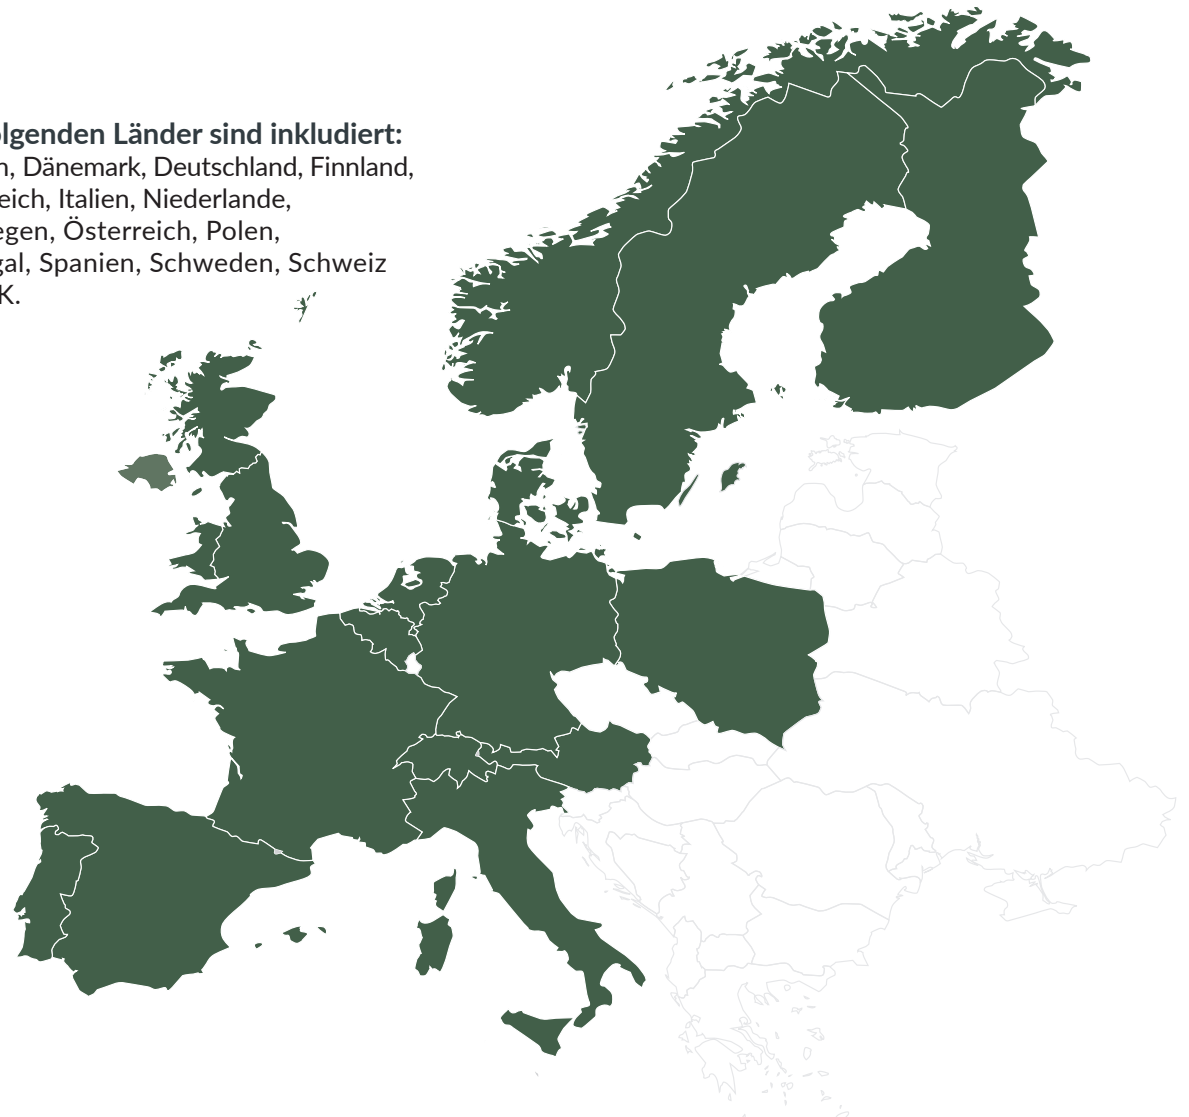 olgenden Länder sind inkludiert:
n, Dänemark, Deutschland, Finnland,
eich, Italien, Niederlande,
egen, Österreich, Polen,
gal, Spanien, Schweden, Schweiz
K.